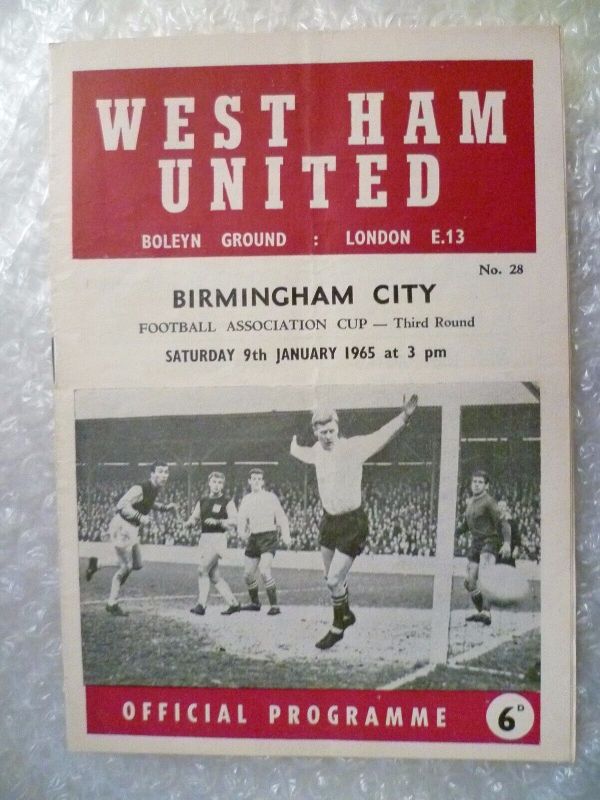 WEST HAM
UNITED
BOLEYN GROUND : LONDON E.13
No. 28
BIRMINGHAM CITY
FOOTBALL ASSOCIATION CUP — Third Round
SATURDAY 9th JANUARY 1965 at 3 pm
OFFICIAL PROGRAMME 6D